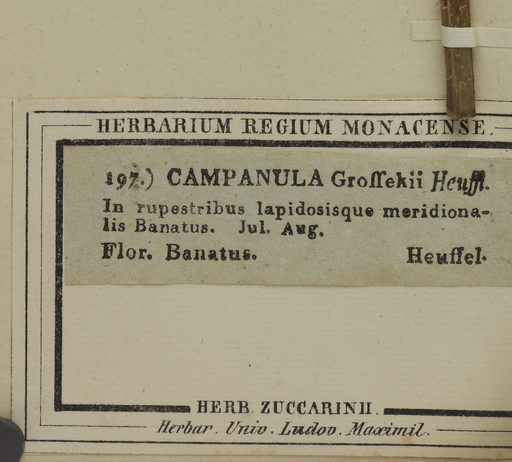 HERBARIUM REGIUM MONACENSE.
197.) CAMPANULA Groſſekii Heuffl.
In rupestribus lapidosisque meridiona-
lis Banatus. Jul. Aug.
Flor. Banatus. Heuffel.
HERB. ZUCCARINII.
Herbar. Univ. Ludov. Maximil.